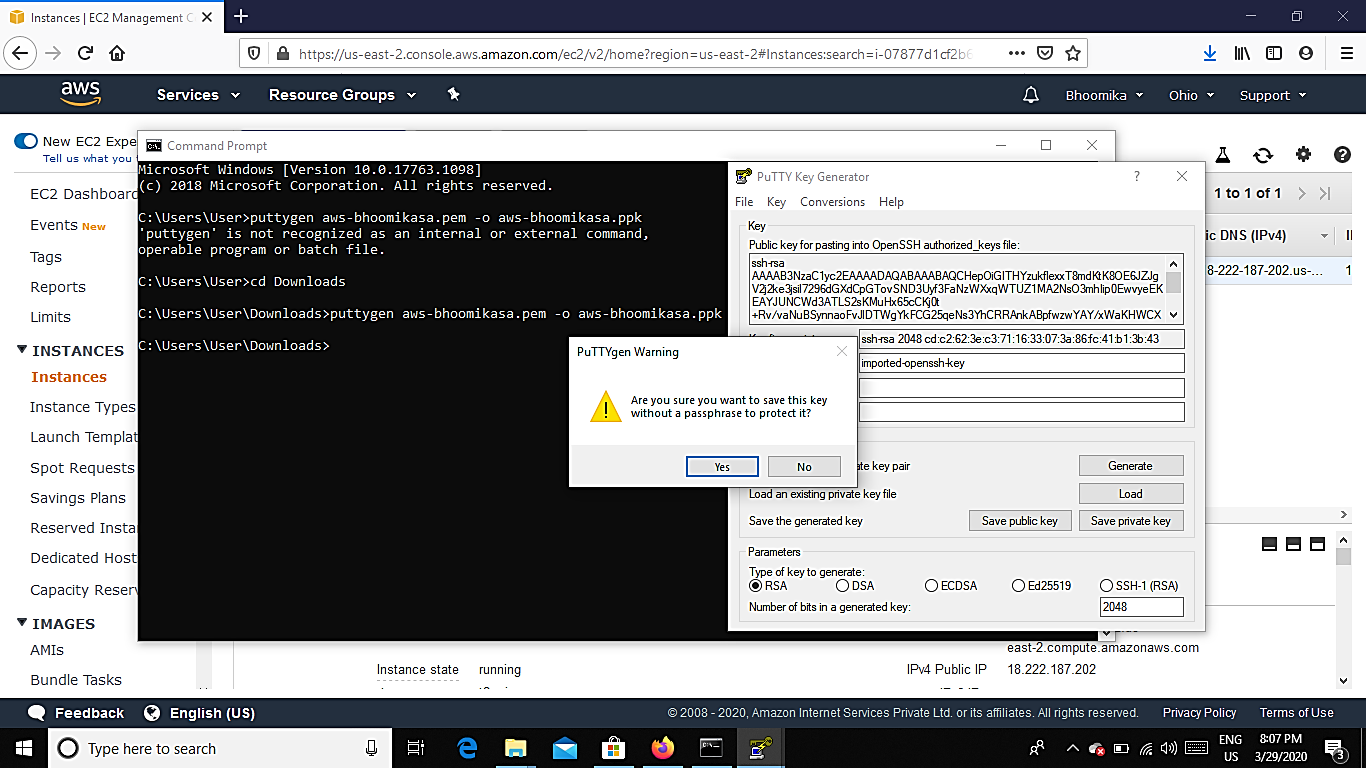 Instances | EC2 Management C
https://us-east-2.console.aws.amazon.com/ec2/v2/home?region=us-east-2#Instances:search=i-07877d1cf2b6
aws
Services
Resource Groups
Bhoomika
Ohio
Support
New EC2 Expe
Tell us what you
EC2 Dashboard
Events New
Tags
Reports
Limits
INSTANCES
Instances
Instance Types
Launch Templat
Spot Requests
Savings Plans
Reserved Insta
Dedicated Host
Capacity Reserv
IMAGES
AMIs
Bundle Tasks
Command Prompt
Microsoft Windows [Version 10.0.17763.1098]
(c) 2018 Microsoft Corporation. All rights reserved.
C:\Users\User>puttygen aws-bhoomikasa.pem -o aws-bhoomikasa.ppk
'puttygen' is not recognized as an internal or external command,
operable program or batch file.
C:\Users\User>cd Downloads
C:\Users\User\Downloads>puttygen aws-bhoomikasa.pem -o aws-bhoomikasa.ppk
C:\Users\User\Downloads>
PuTTY Key Generator
?
File Key Conversions Help
Key
Public key for pasting into OpenSSH authorized_keys file:
ssh-rsa
ssh-rsa 2048 cd:c2:62:3e:c3:71:16:33:07:3a:86:fc:41:b1:3b:43
imported-openssh-key
te key pair
Generate
Load an existing private key file
Load
Save the generated key
Save public key
Save private key
Parameters
Type of key to generate:
RSA DSA ECDSA Ed25519 SSH-1 (RSA)
Number of bits in a generated key:
2048
PuTTYgen Warning
Are you sure you want to save this key
without a passphrase to protect it?
Yes
No
1 to 1 of 1
ic DNS (IPv4)
8-222-187-202.us-...
east-2.compute.amazonaws.com
Instance state running
IPv4 Public IP 18.222.187.202
Feedback
English (US)
© 2008 - 2020, Amazon Internet Services Private Ltd. or its affiliates. All rights reserved.
Privacy Policy
Terms of Use
Type here to search
ENG
US
8:07 PM
3/29/2020
3